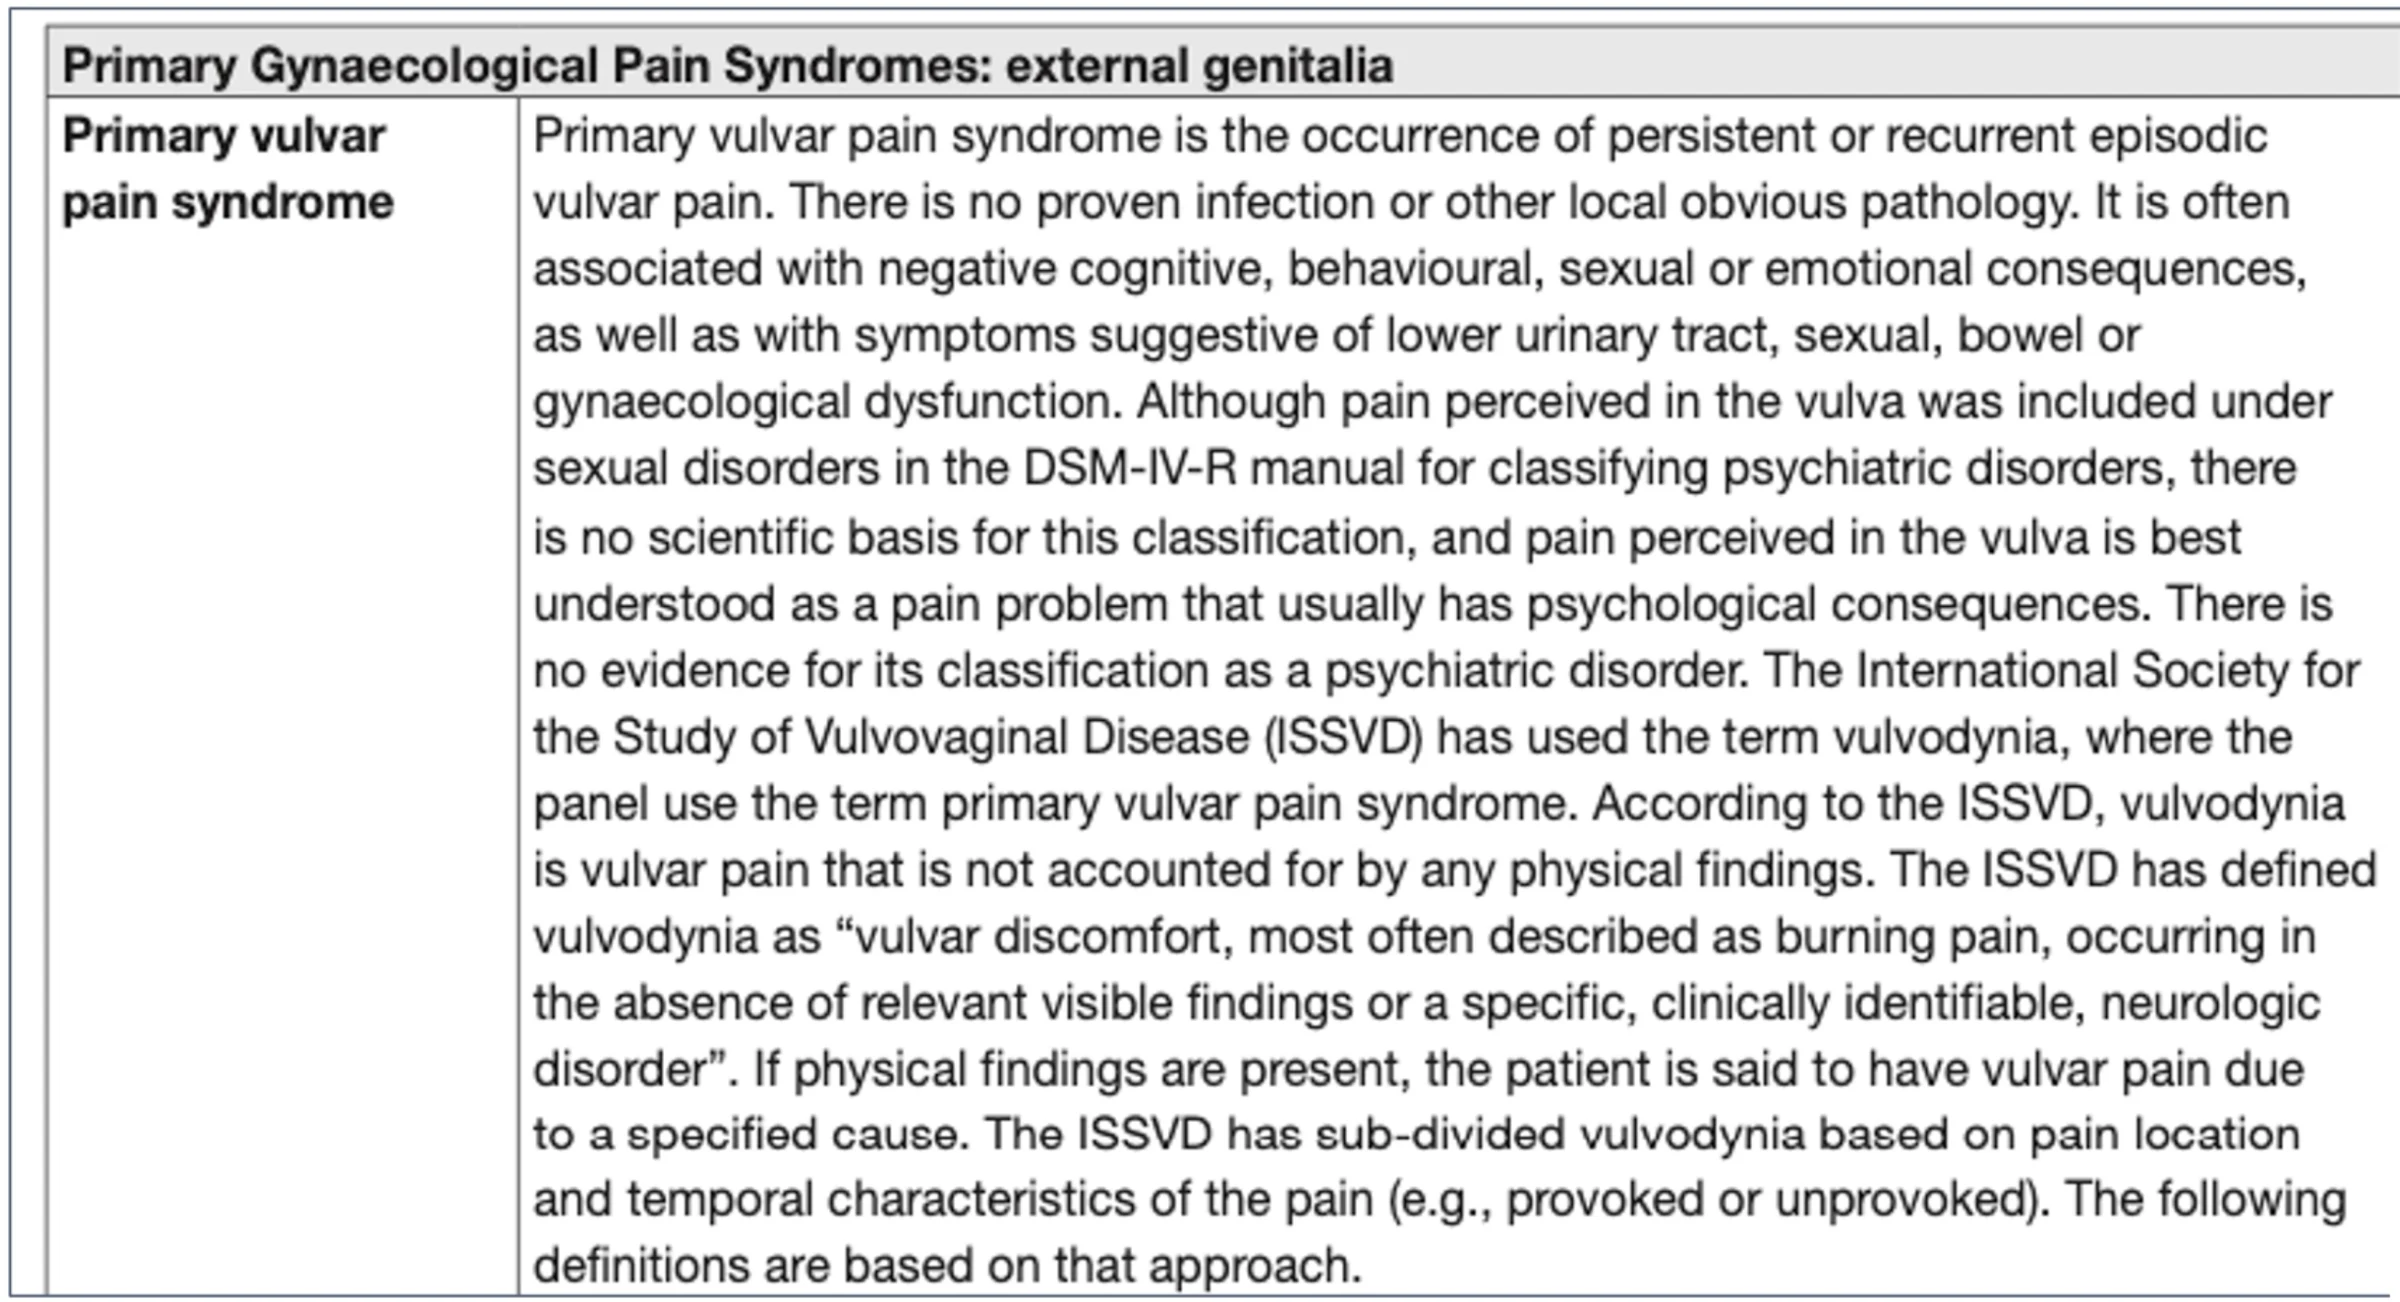 Primary Gynaecological Pain Syndromes: external genitalia
Primary vulvar
pain syndrome
Primary vulvar pain syndrome is the occurrence of persistent or recurrent episodic
vulvar pain. There is no proven infection or other local obvious pathology. It is often
associated with negative cognitive, behavioural, sexual or emotional consequences,
as well as with symptoms suggestive of lower urinary tract, sexual, bowel or
gynaecological dysfunction. Although pain perceived in the vulva was included under
sexual disorders in the DSM-IV-R manual for classifying psychiatric disorders, there
is no scientific basis for this classification, and pain perceived in the vulva is best
understood as a pain problem that usually has psychological consequences. There is
no evidence for its classification as a psychiatric disorder. The International Society for
the Study of Vulvovaginal Disease (ISSVD) has used the term vulvodynia, where the
panel use the term primary vulvar pain syndrome. According to the ISSVD, vulvodynia
is vulvar pain that is not accounted for by any physical findings. The ISSVD has defined
vulvodynia as “vulvar discomfort, most often described as burning pain, occurring in
the absence of relevant visible findings or a specific, clinically identifiable, neurologic
disorder”. If physical findings are present, the patient is said to have vulvar pain due
to a specified cause. The ISSVD has sub-divided vulvodynia based on pain location
and temporal characteristics of the pain (e.g., provoked or unprovoked). The following
definitions are based on that approach.